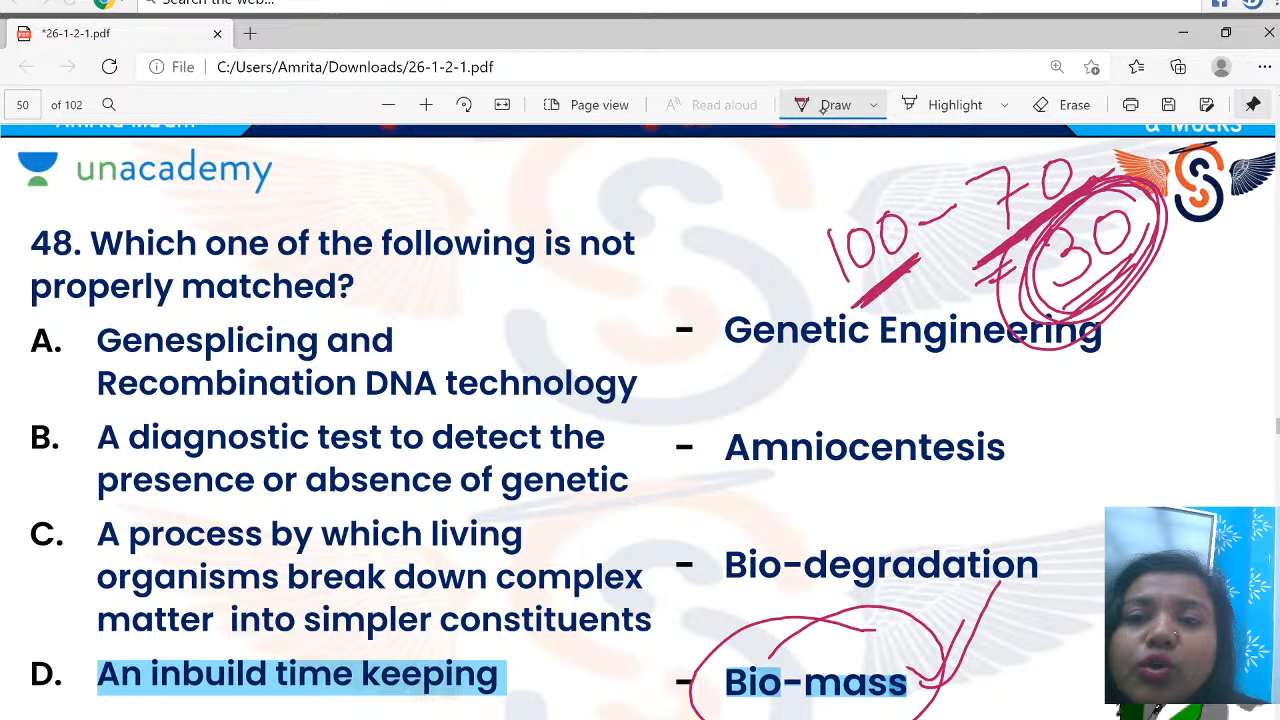 Search the web...
*26-1-2-1.pdf
File C:/Users/Amrita/Downloads/26-1-2-1.pdf
50 of 102 Page view Read aloud Draw Highlight Erase
& Mocks
unacademy
100 - 70
= 30
48. Which one of the following is not
properly matched?
A. Genesplicing and - Genetic Engineering
Recombination DNA technology
B. A diagnostic test to detect the - Amniocentesis
presence or absence of genetic
C. A process by which living - Bio-degradation
organisms break down complex
matter into simpler constituents
D. An inbuild time keeping - Bio-mass